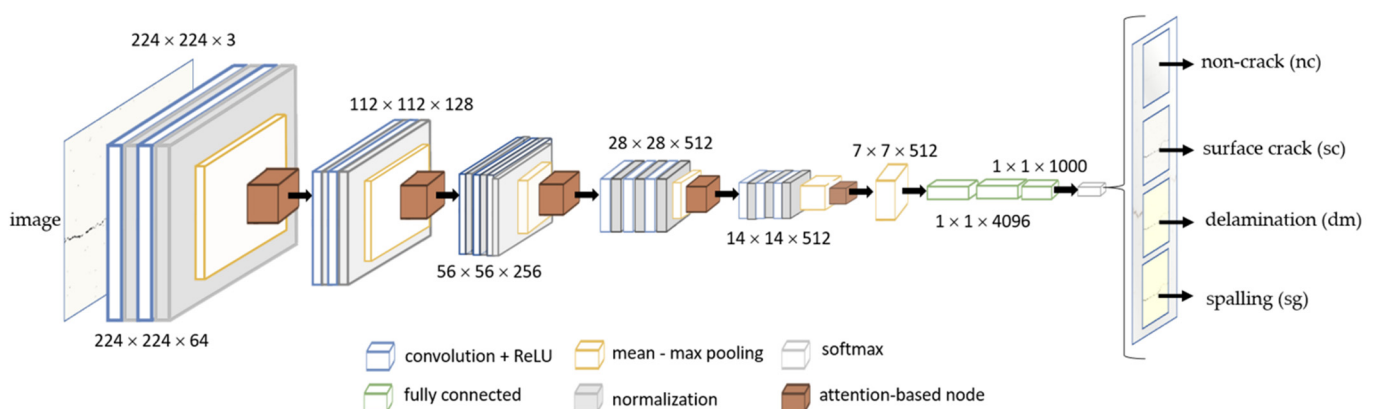 224 × 224 × 3
image
224 × 224 × 64
112 × 112 × 128
56 × 56 × 256
28 × 28 × 512
14 × 14 × 512
7 × 7 × 512
1 × 1 × 1000
1 × 1 × 4096
non-crack (nc)
surface crack (sc)
delamination (dm)
spalling (sg)
convolution + ReLU
mean - max pooling
softmax
fully connected
normalization
attention-based node